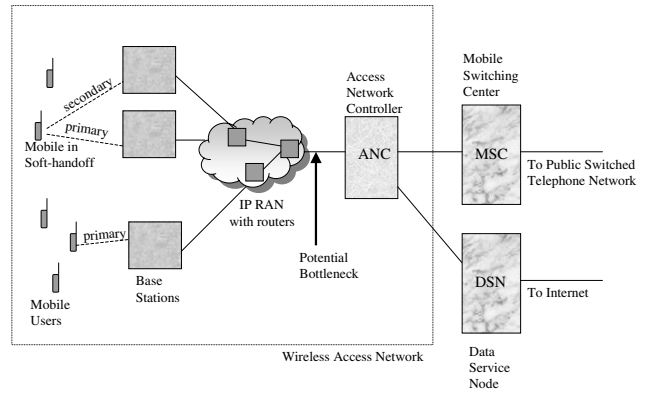 Mobile
Switching
Center
Access
Network
Controller
secondary
primary
Mobile in
Soft-handoff
ANC
MSC
To Public Switched
Telephone Network
IP RAN
with routers
primary
Potential
Bottleneck
Base
Stations
Mobile
Users
DSN
To Internet
Wireless Access Network
Data
Service
Node